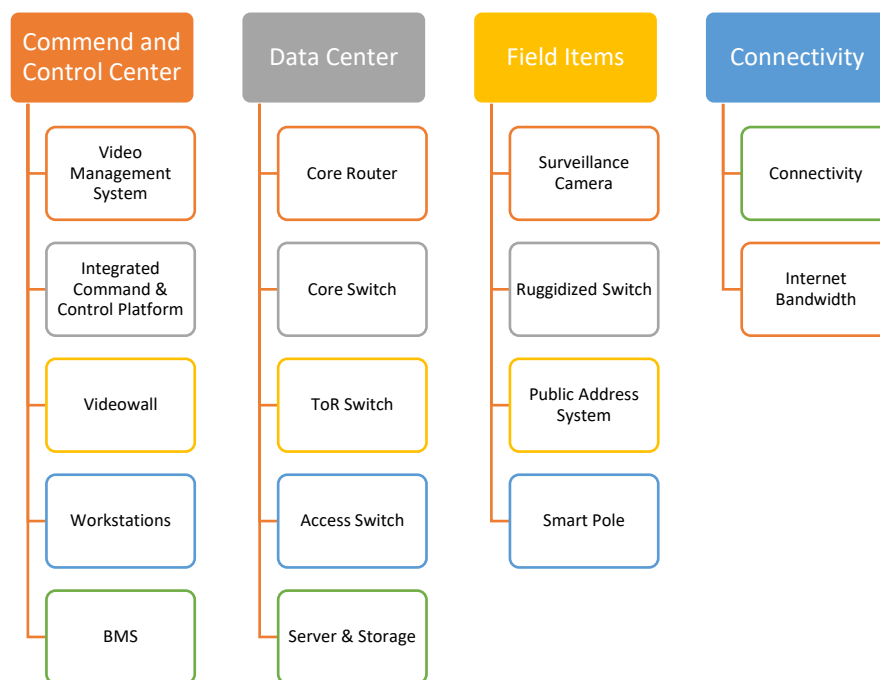 Commend and
Control Center
Video
Management
System
Integrated
Command &
Control Platform
Videowall
Workstations
BMS
Data Center
Core Router
Core Switch
ToR Switch
Access Switch
Server & Storage
Field Items
Surveillance
Camera
Ruggidized Switch
Public Address
System
Smart Pole
Connectivity
Connectivity
Internet
Bandwidth